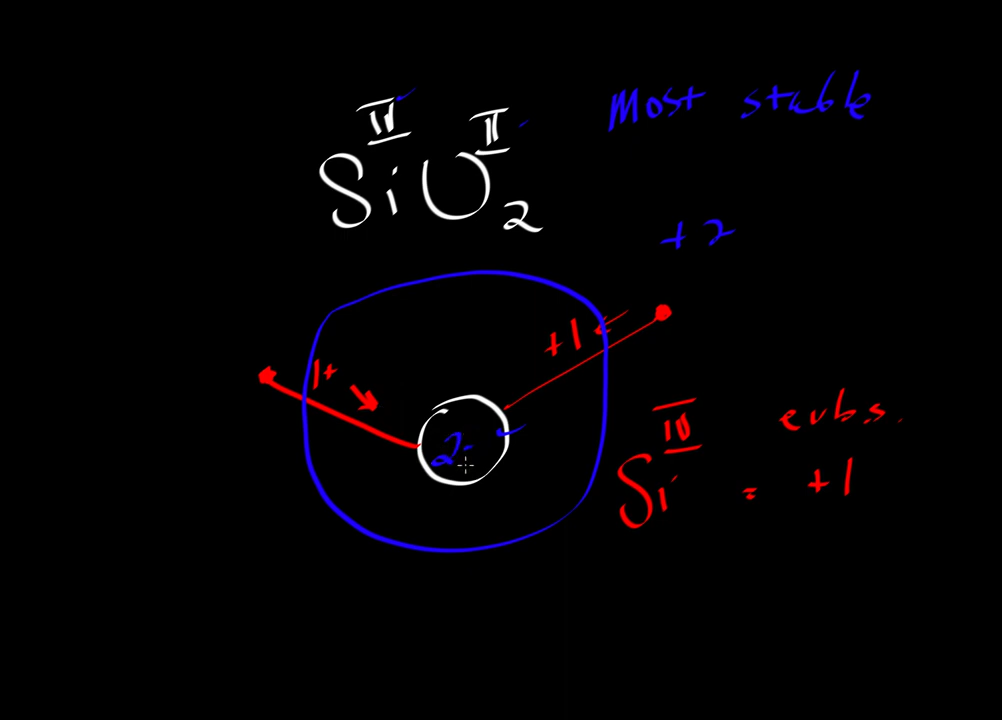 Most stable
IV II
SiO2
+2
+1
1+
2-
IV e.v.b.s.
Si = +1